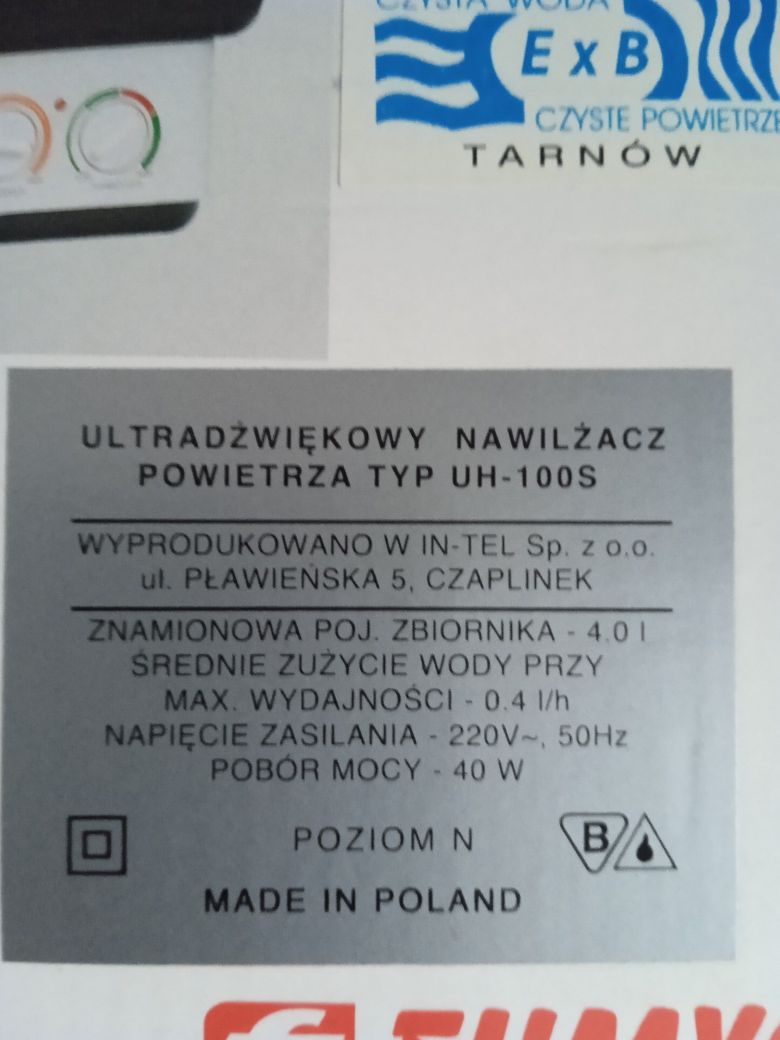 CZYSTA WODA
E x B
CZYSTE POWIETRZE
TARNÓW
ULTRADŹWIĘKOWY NAWILŻACZ
POWIETRZA TYP UH-100S
WYPRODUKOWANO W IN-TEL Sp. z o.o.
ul. PŁAWIEŃSKA 5, CZAPLINEK
ZNAMIONOWA POJ. ZBIORNIKA - 4.0 l
ŚREDNIE ZUŻYCIE WODY PRZY
MAX. WYDAJNOŚCI - 0.4 l/h
NAPIĘCIE ZASILANIA - 220V~, 50Hz
POBÓR MOCY - 40 W
POZIOM N
B
MADE IN POLAND